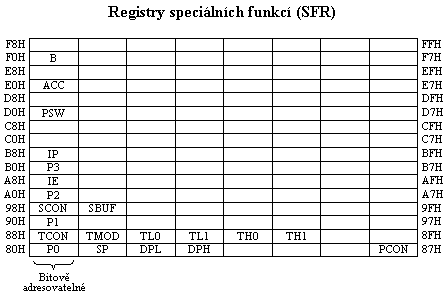 Registry speciálních funkcí (SFR)
F8H FFH
F0H B F7H
E8H EFH
E0H ACC E7H
D8H DFH
D0H PSW D7H
C8H CFH
C0H C7H
B8H IP BFH
B0H P3 B7H
A8H IE AFH
A0H P2 A7H
98H SCON SBUF 9FH
90H P1 97H
88H TCON TMOD TL0 TL1 TH0 TH1 8FH
80H P0 SP DPL DPH PCON 87H
Bitově
adresovatelné